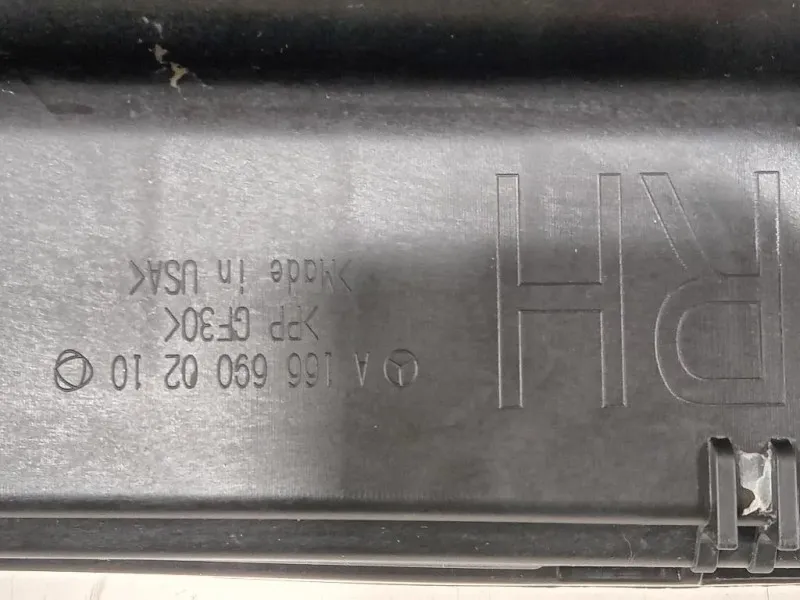 RH
A 166 690 02 10
>PP GF30<
>Made in USA<